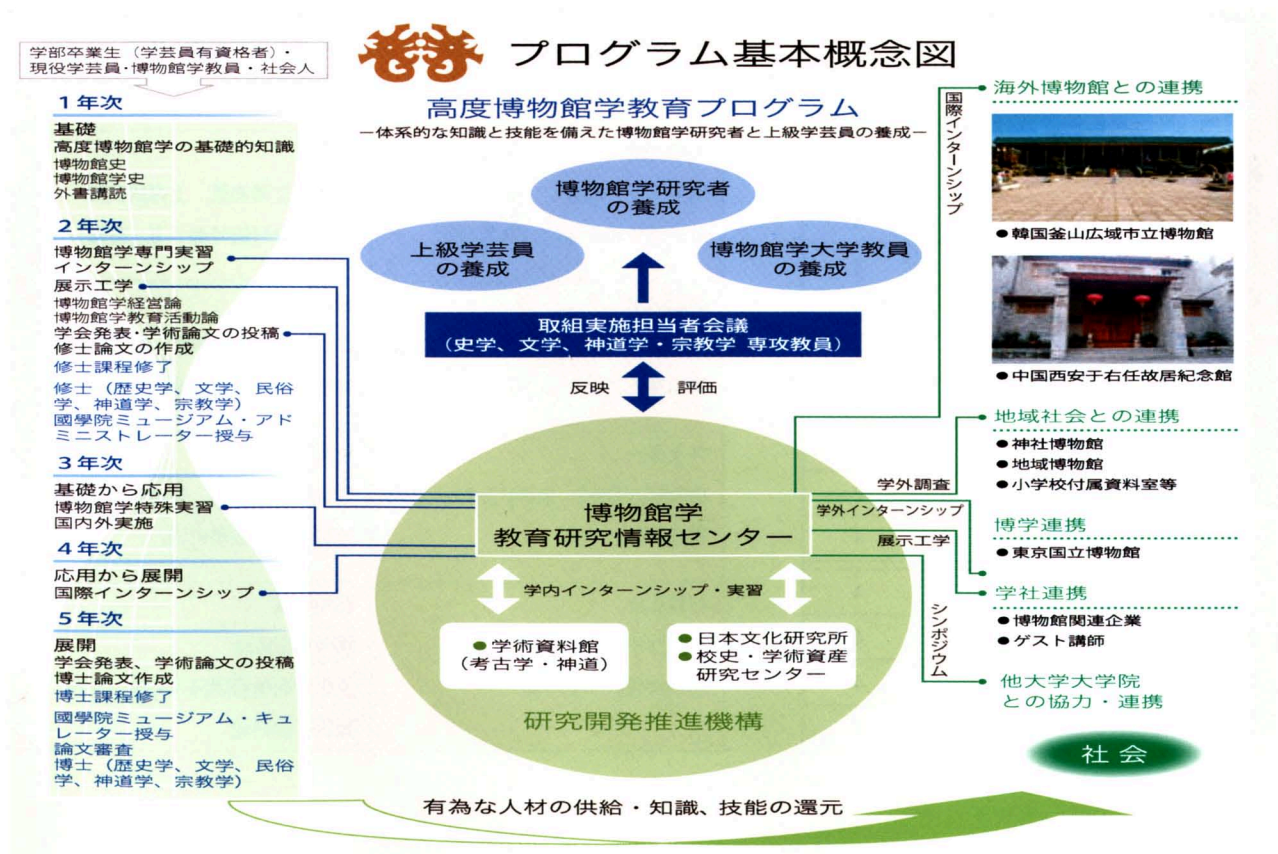 学部卒業生（学芸員有資格者）・
現役学芸員・博物館学教員・社会人
プログラム基本概念図
高度博物館学教育プログラム
－体系的な知識と技能を備えた博物館学研究者と上級学芸員の養成－
1年次
基礎
高度博物館学の基礎的知識
博物館史
博物館学史
外書講読
2年次
博物館学専門実習
インターンシップ
展示工学
博物館学経営論
博物館学教育活動論
学会発表・学術論文の投稿
修士論文の作成
修士課程修了
修士（歴史学、文学、民俗
学、神道学、宗教学）
國學院ミュージアム・アド
ミニストレーター授与
3年次
基礎から応用
博物館学特殊実習
国内外実施
4年次
応用から展開
国際インターンシップ
5年次
展開
学会発表、学術論文の投稿
博士論文作成
博士課程修了
國學院ミュージアム・キュ
レーター授与
論文審査
博士（歴史学、文学、民俗
学、神道学、宗教学）
博物館学研究者
の養成
上級学芸員
の養成
博物館学大学教員
の養成
取組実施担当者会議
（史学、文学、神道学・宗教学 専攻教員）
反映
評価
博物館学
教育研究情報センター
学内インターンシップ・実習
●学術資料館
（考古学・神道）
●日本文化研究所
●校史・学術資産
研究センター
研究開発推進機構
国際インターンシップ
学外調査
学外インターンシップ
展示工学
シンポジウム
海外博物館との連携
●韓国釜山広域市立博物館
●中国西安于右任故居紀念館
地域社会との連携
●神社博物館
●地域博物館
●小学校付属資料室等
博学連携
●東京国立博物館
学社連携
●博物館関連企業
●ゲスト講師
他大学大学院
との協力・連携
社会
有為な人材の供給・知識、技能の還元